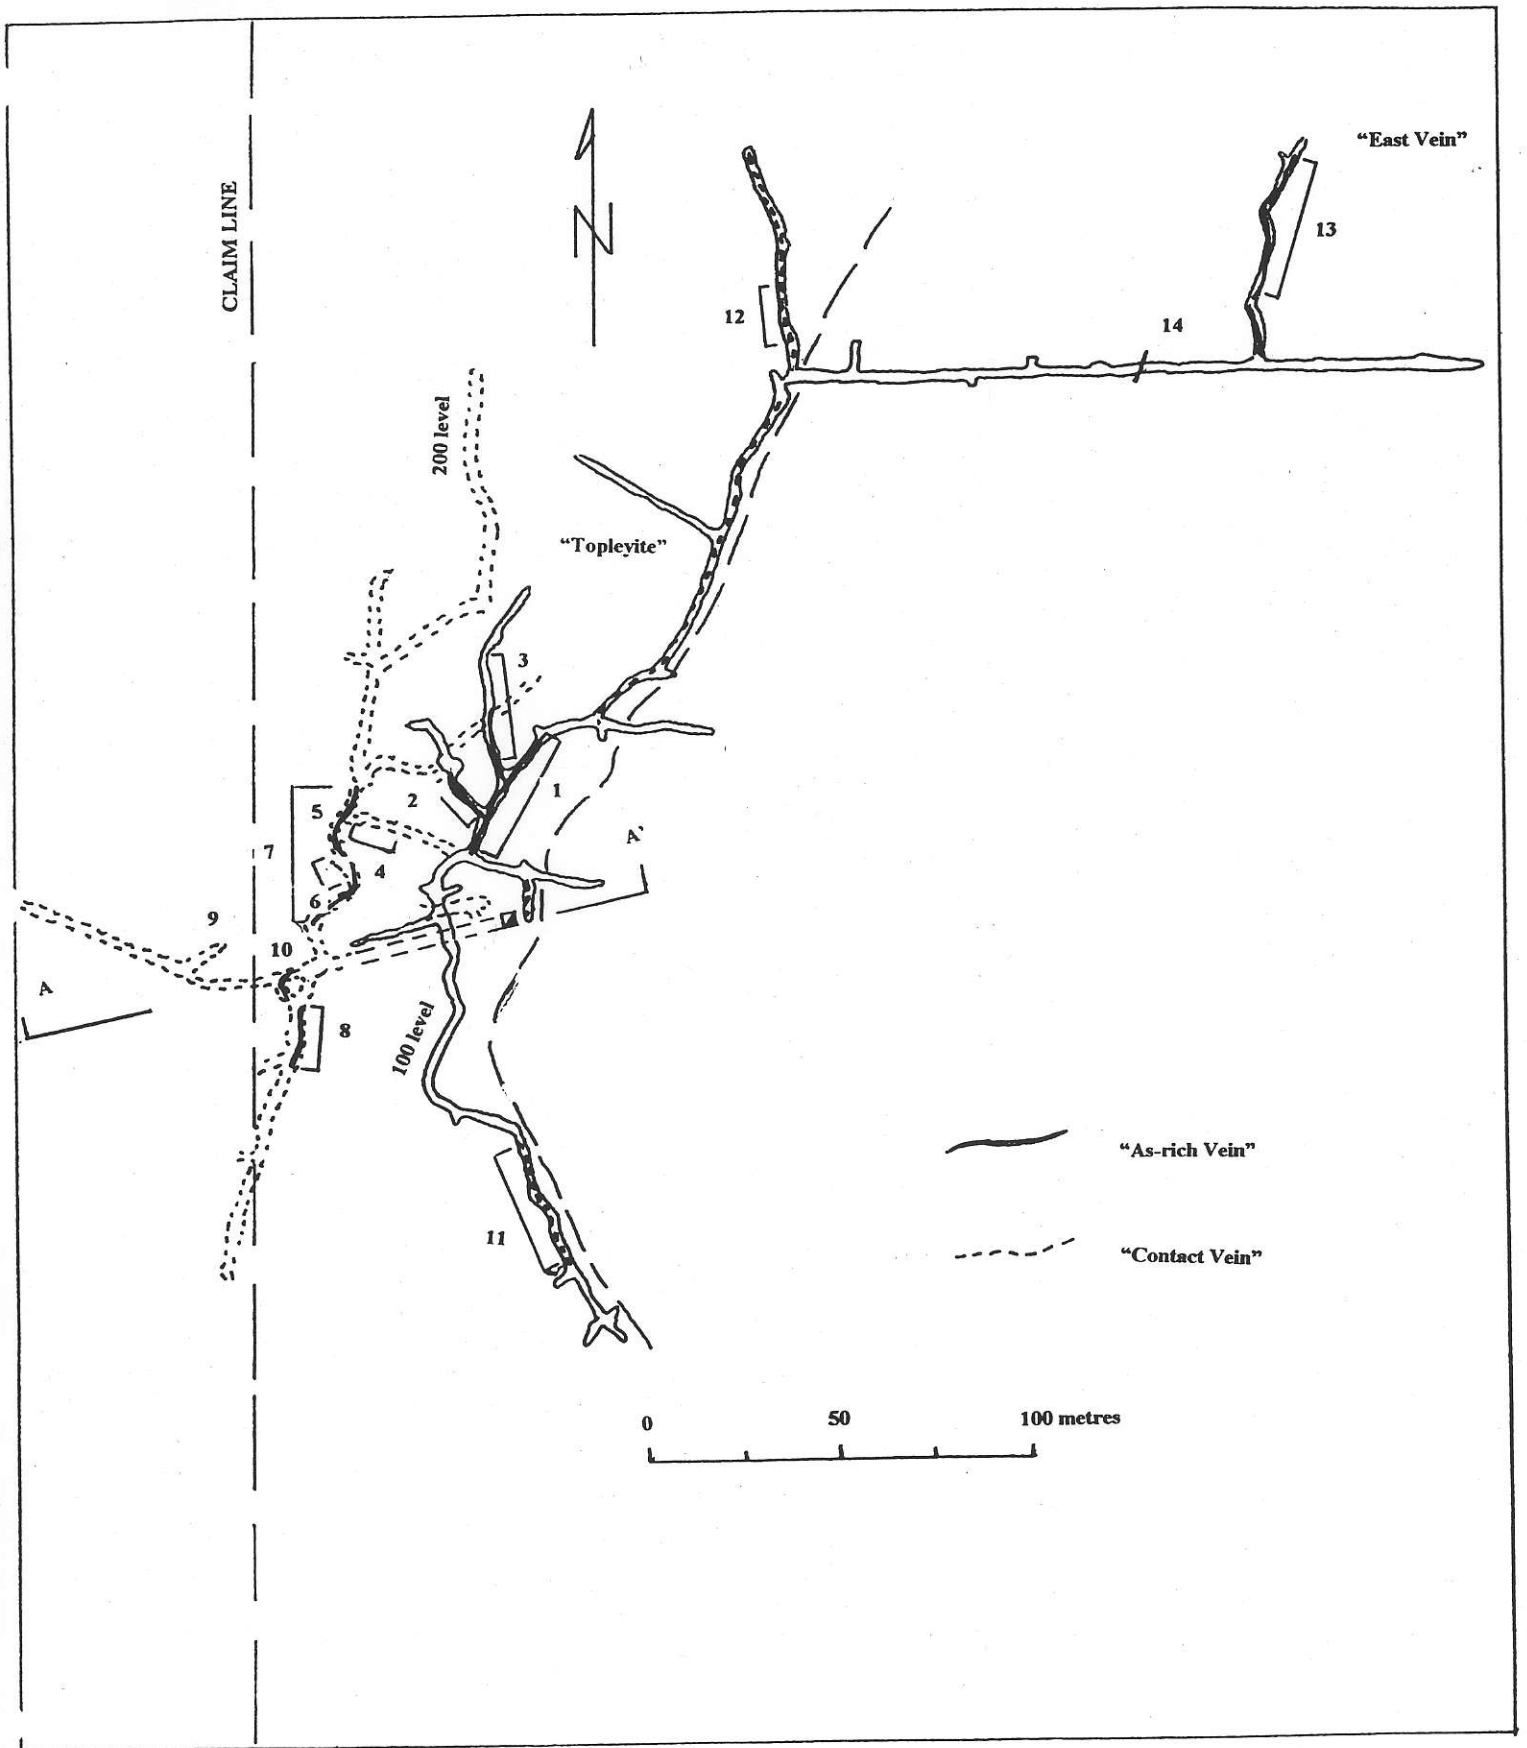 “East Vein”
CLAIM LINE
N
13
12
14
200 level
“Topleyite”
3
1
2
5
7
4
A'
6
9
10
A
8
100 level
“As-rich Vein”
11
“Contact Vein”
0 50 100 metres